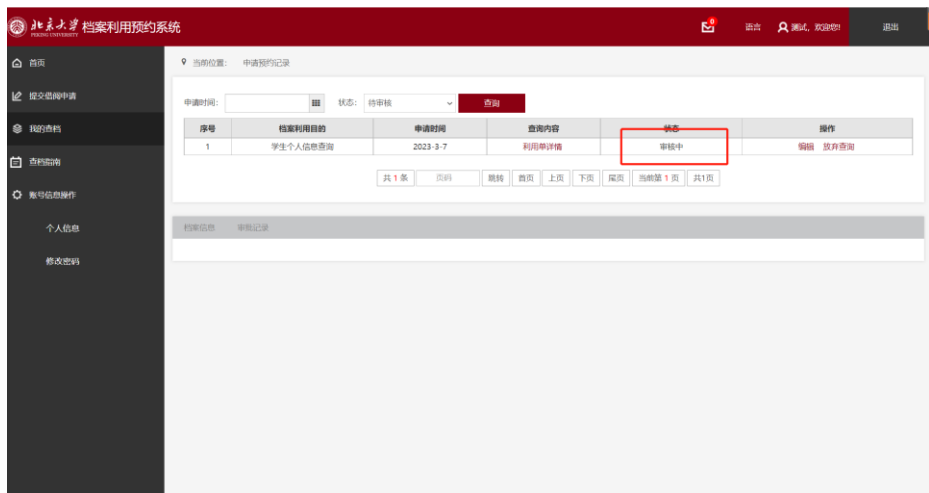 北京大学 档案利用预约系统
PEKING UNIVERSITY
0
语言
测试，欢迎您!
退出
首页
提交借阅申请
我的查档
查档指南
账号信息操作
个人信息
修改密码
当前位置： 申请预约记录
申请时间： 状态： 待审核 查询
序号 档案利用目的 申请时间 查询内容 状态 操作
1 学生个人信息查询 2023-3-7 利用单详情 审核中 编辑 放弃查询
共 1 条 页码 跳转 首页 上页 下页 尾页 当前第 1 页 共1页
档案信息 审批记录